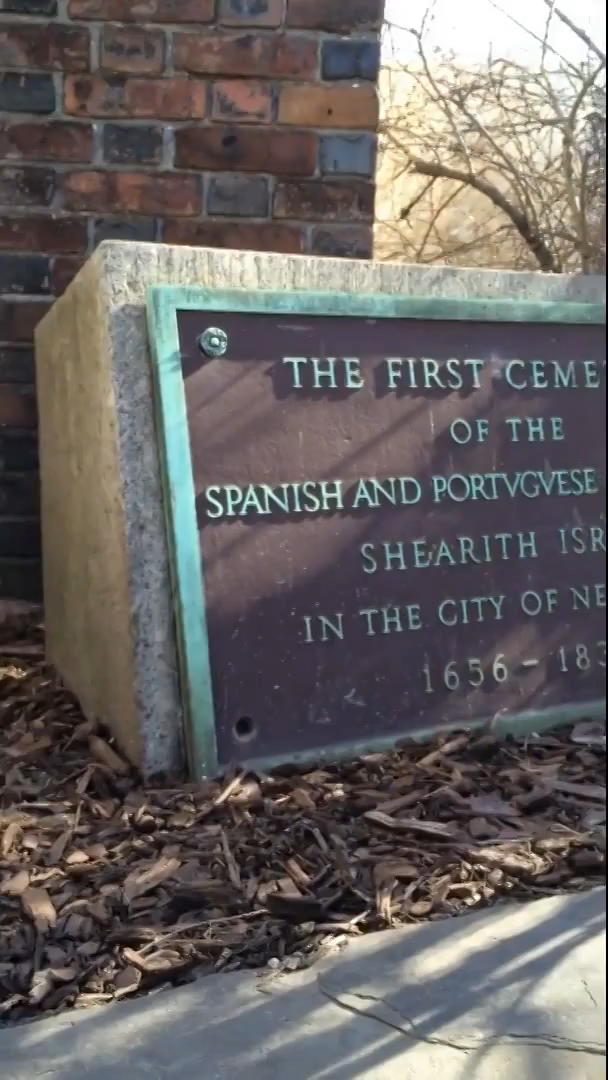 THE FIRST CEME
OF THE
SPANISH AND PORTVGVESE
SHEARITH ISR
IN THE CITY OF NE
1656 – 183